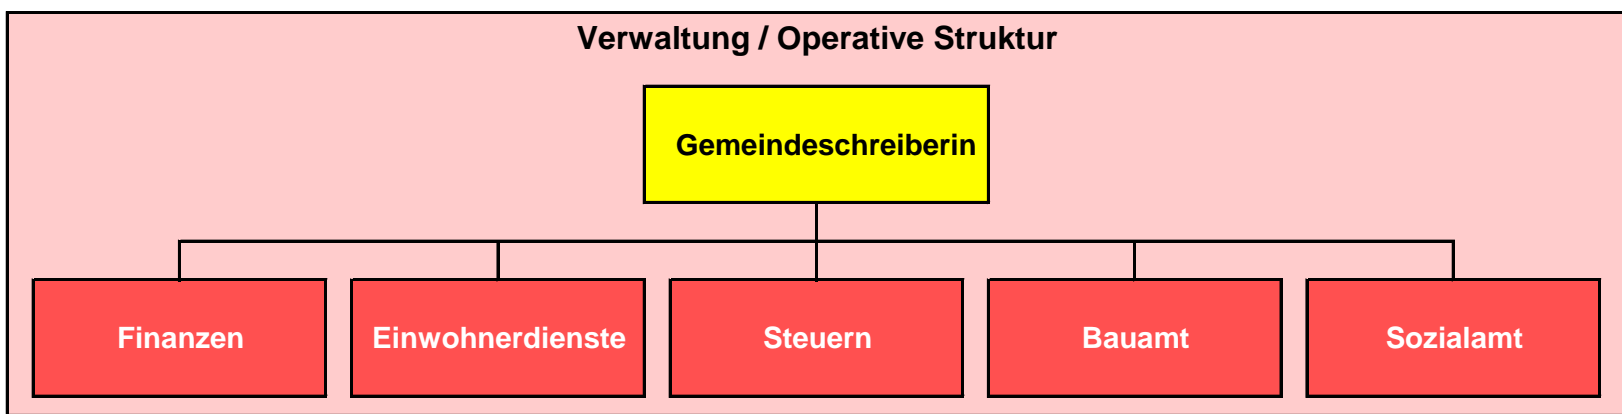 Verwaltung / Operative Struktur
Gemeindeschreiberin
Finanzen
Einwohnerdienste
Steuern
Bauamt
Sozialamt